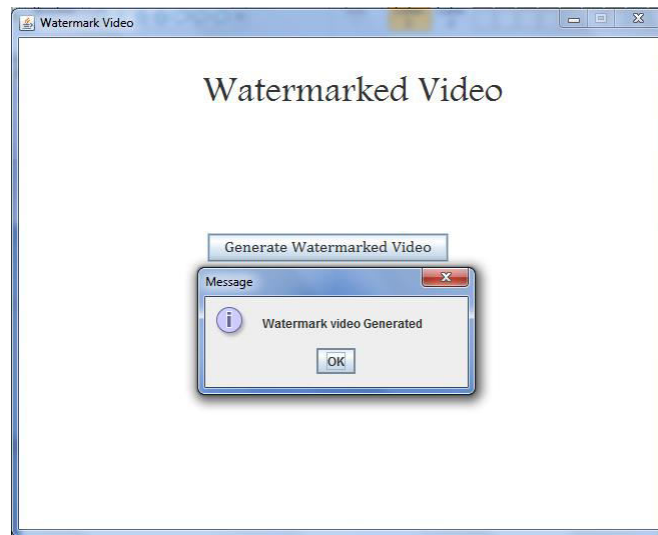 Watermark Video
Watermarked Video
Generate Watermarked Video
Message
i
Watermark video Generated
OK